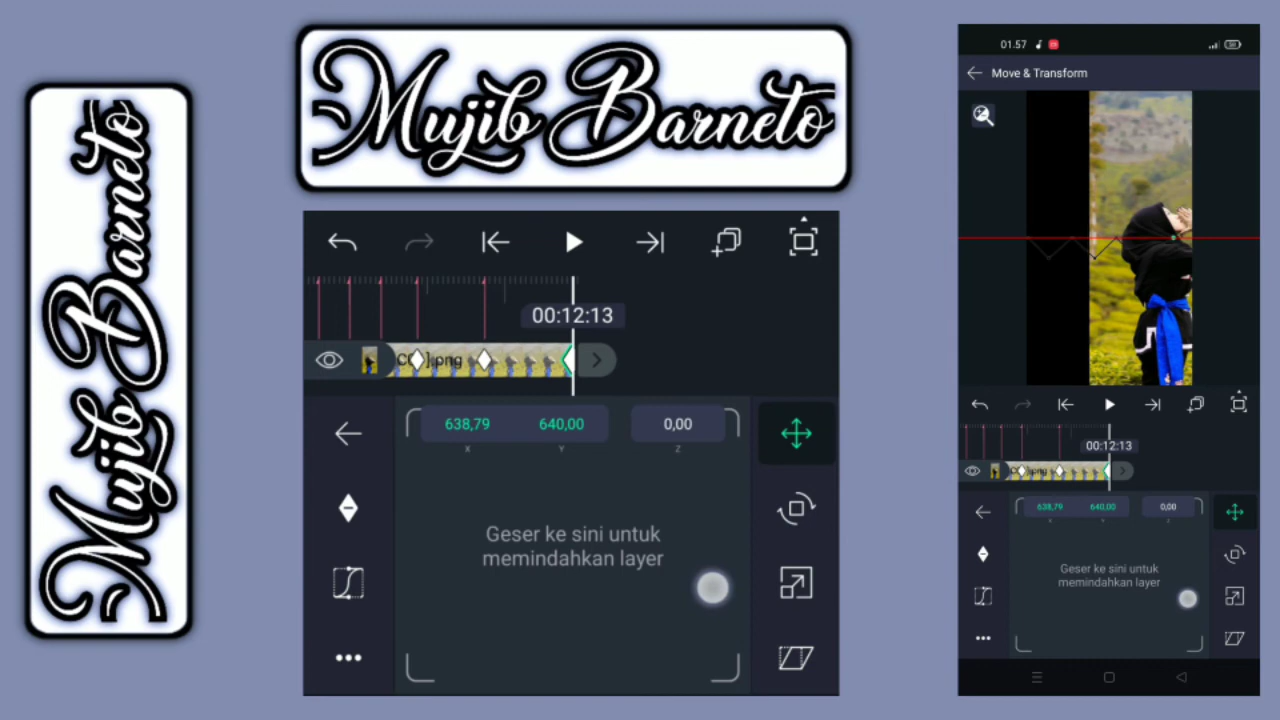 Mujib Barneto
Mujib Barneto
00:12:13
].png
638,79 640,00 0,00
X Y Z
Geser ke sini untuk
memindahkan layer
01.57
Move & Transform
00:12:13
].png
638,79 640,00 0,00
X Y Z
Geser ke sini untuk
memindahkan layer